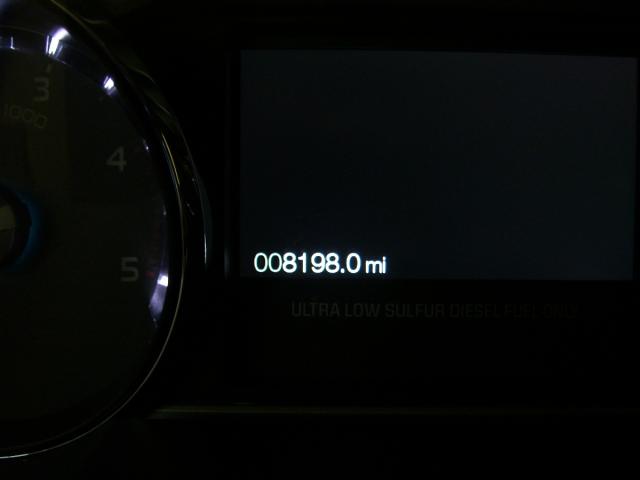 3
1000
4
5
008198.0 mi
ULTRA LOW SULFUR DIESEL FUEL ONLY